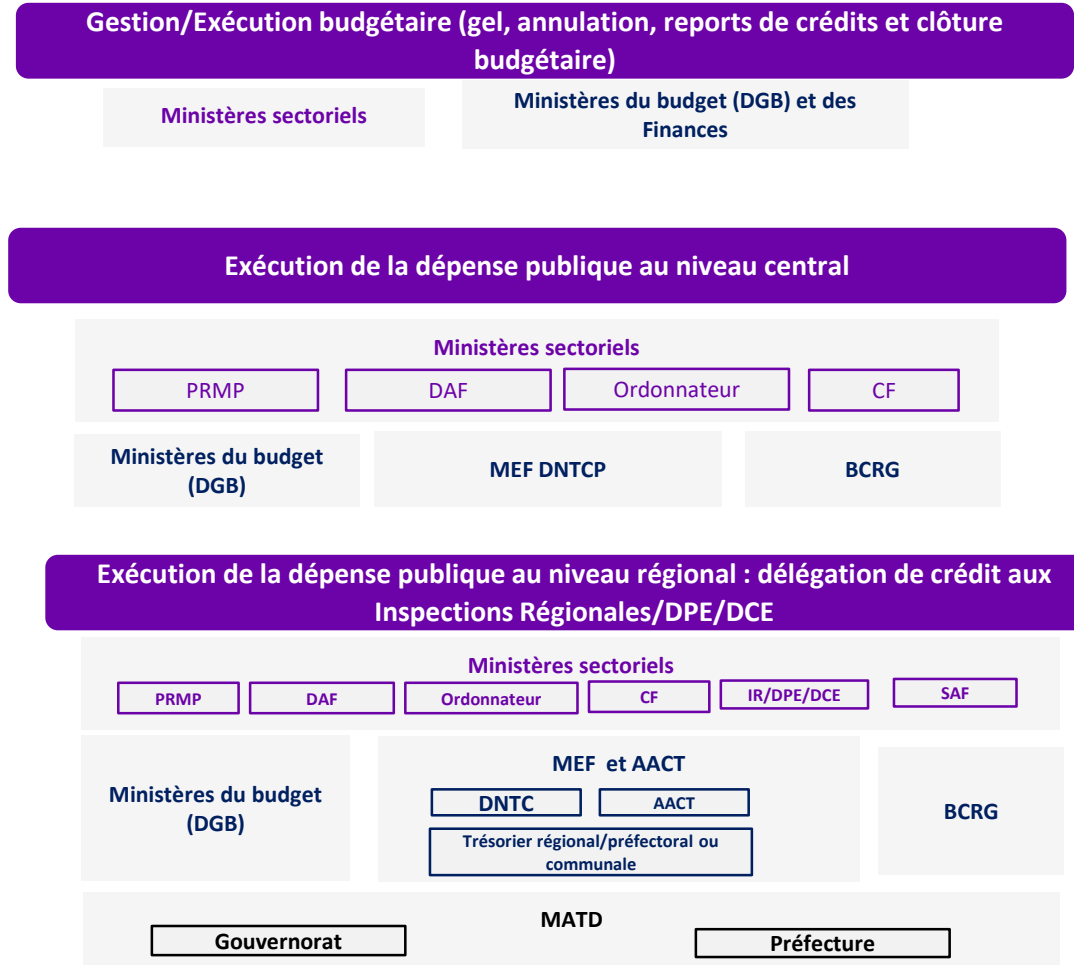 Gestion/Exécution budgétaire (gel, annulation, reports de crédits et clôture
budgétaire)
Ministères sectoriels
Ministères du budget (DGB) et des
Finances
Exécution de la dépense publique au niveau central
Ministères sectoriels
PRMP
DAF
Ordonnateur
CF
Ministères du budget
(DGB)
MEF DNTCP
BCRG
Exécution de la dépense publique au niveau régional : délégation de crédit aux
Inspections Régionales/DPE/DCE
Ministères sectoriels
PRMP
DAF
Ordonnateur
CF
IR/DPE/DCE
SAF
Ministères du budget
(DGB)
MEF et AACT
DNTC
AACT
Trésorier régional/préfectoral ou
communale
BCRG
MATD
Gouvernorat
Préfecture